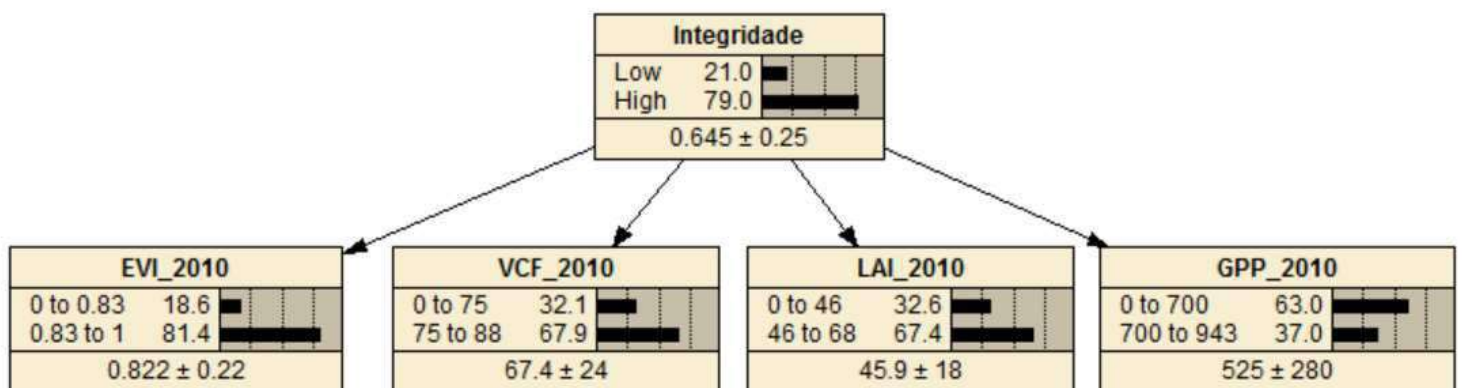 Integridade
Low 21.0
High 79.0
0.645 ± 0.25
EVI_2010
0 to 0.83 18.6
0.83 to 1 81.4
0.822 ± 0.22
VCF_2010
0 to 75 32.1
75 to 88 67.9
67.4 ± 24
LAI_2010
0 to 46 32.6
46 to 68 67.4
45.9 ± 18
GPP_2010
0 to 700 63.0
700 to 943 37.0
525 ± 280